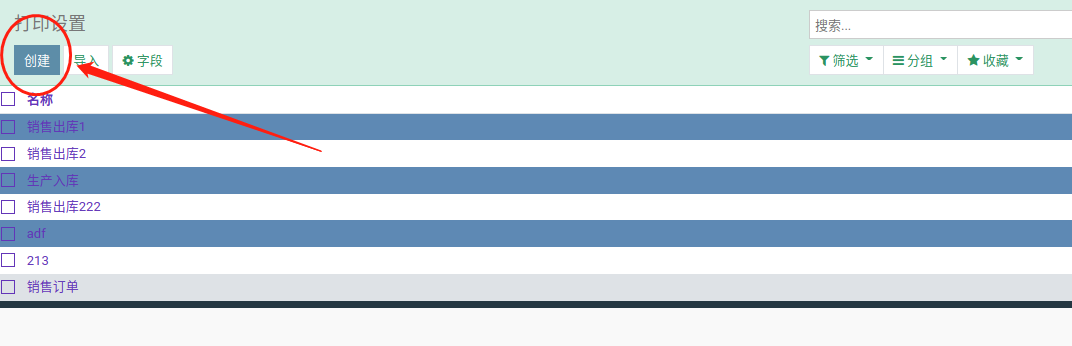 打印设置
搜索...
创建 导入 字段 筛选 分组 收藏
名称
销售出库1
销售出库2
生产入库
销售出库222
adf
213
销售订单